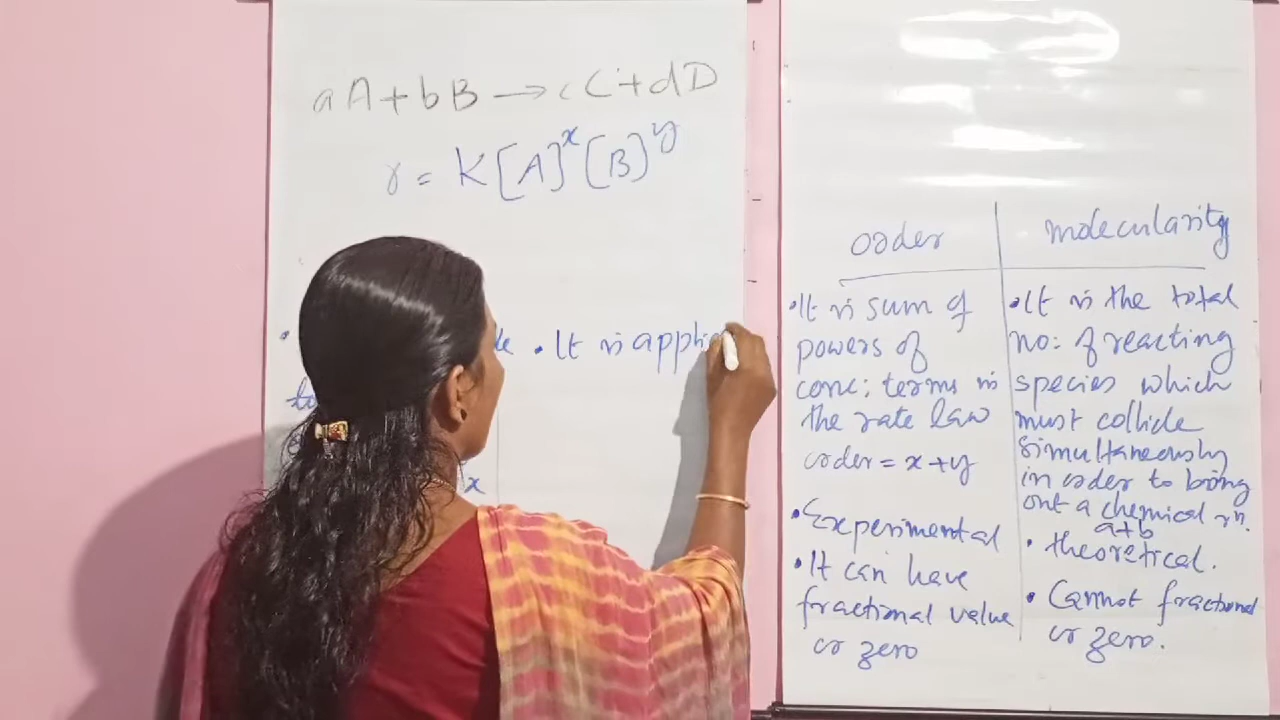 aA + bB → cC + dD
r = K[A]^x [B]^y
• It is appli
x
order
• It is sum of
powers of
conc: terms in
the rate law
order = x+y
• Experimental
• It can have
fractional value
or zero
molecularity
• It is the total
no: of reacting
species which
must collide
simultaneously
in order to bring
out a chemical rxn.
a+b
• theoretical.
• Cannot fractional
or zero.